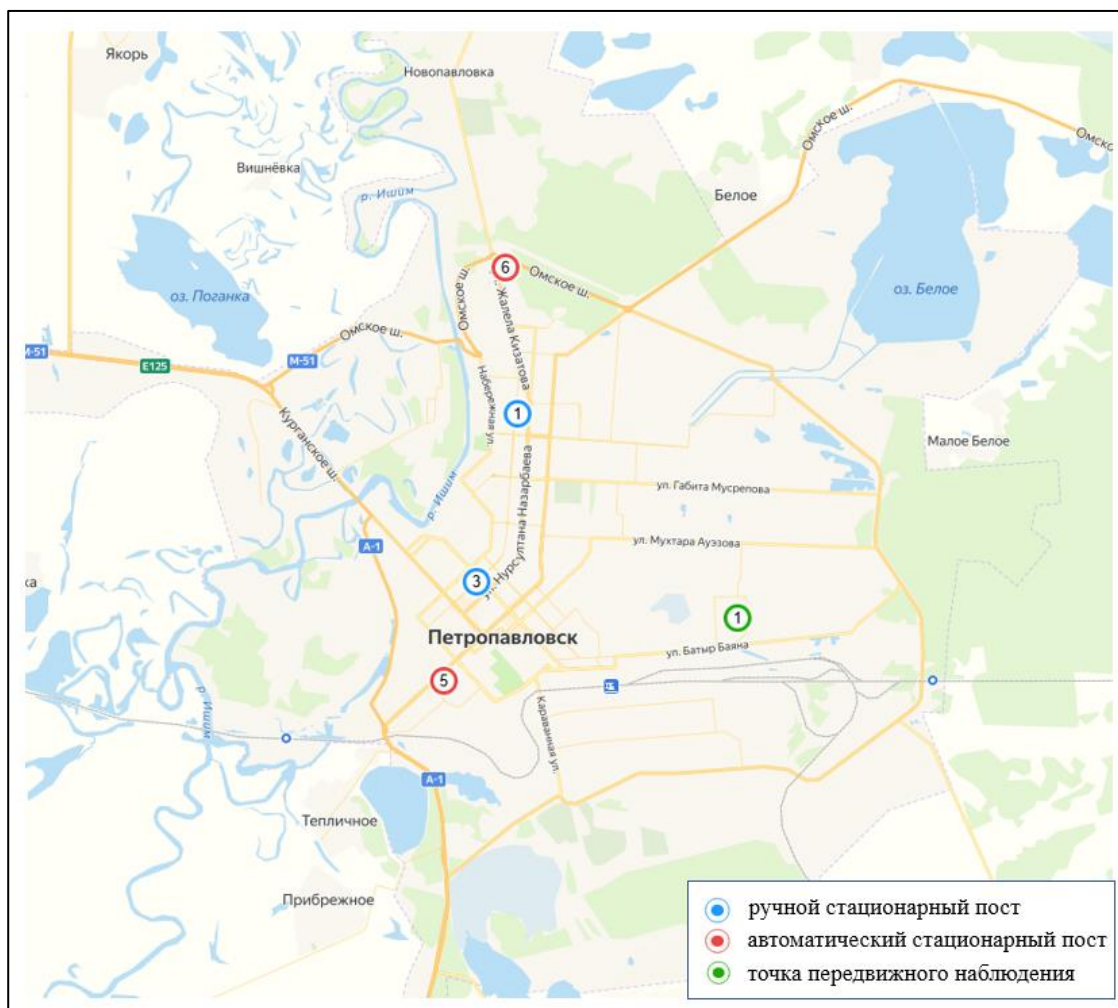 Якорь
Новопавловка
Омское ш.
Омско
Вишнёвка
р. Ишим
Белое
6
Омское ш.
оз. Поганка
Омское ш.
Жалела Кизатова
оз. Белое
Омское ш.
М-51
Е125
М-51
Набережная ул.
1
Курганское ш.
Малое Белое
р. Ишим
ул. Нурсултана Назарбаева
ул. Габита Мусрепова
А-1
ул. Мухтара Ауэзова
ка
3
1
Петропавловск
ул. Батыр Баяна
5
р. Ишим
Караванная ул.
А-1
Тепличное
Прибрежное
ручной стационарный пост
автоматический стационарный пост
точка передвижного наблюдения